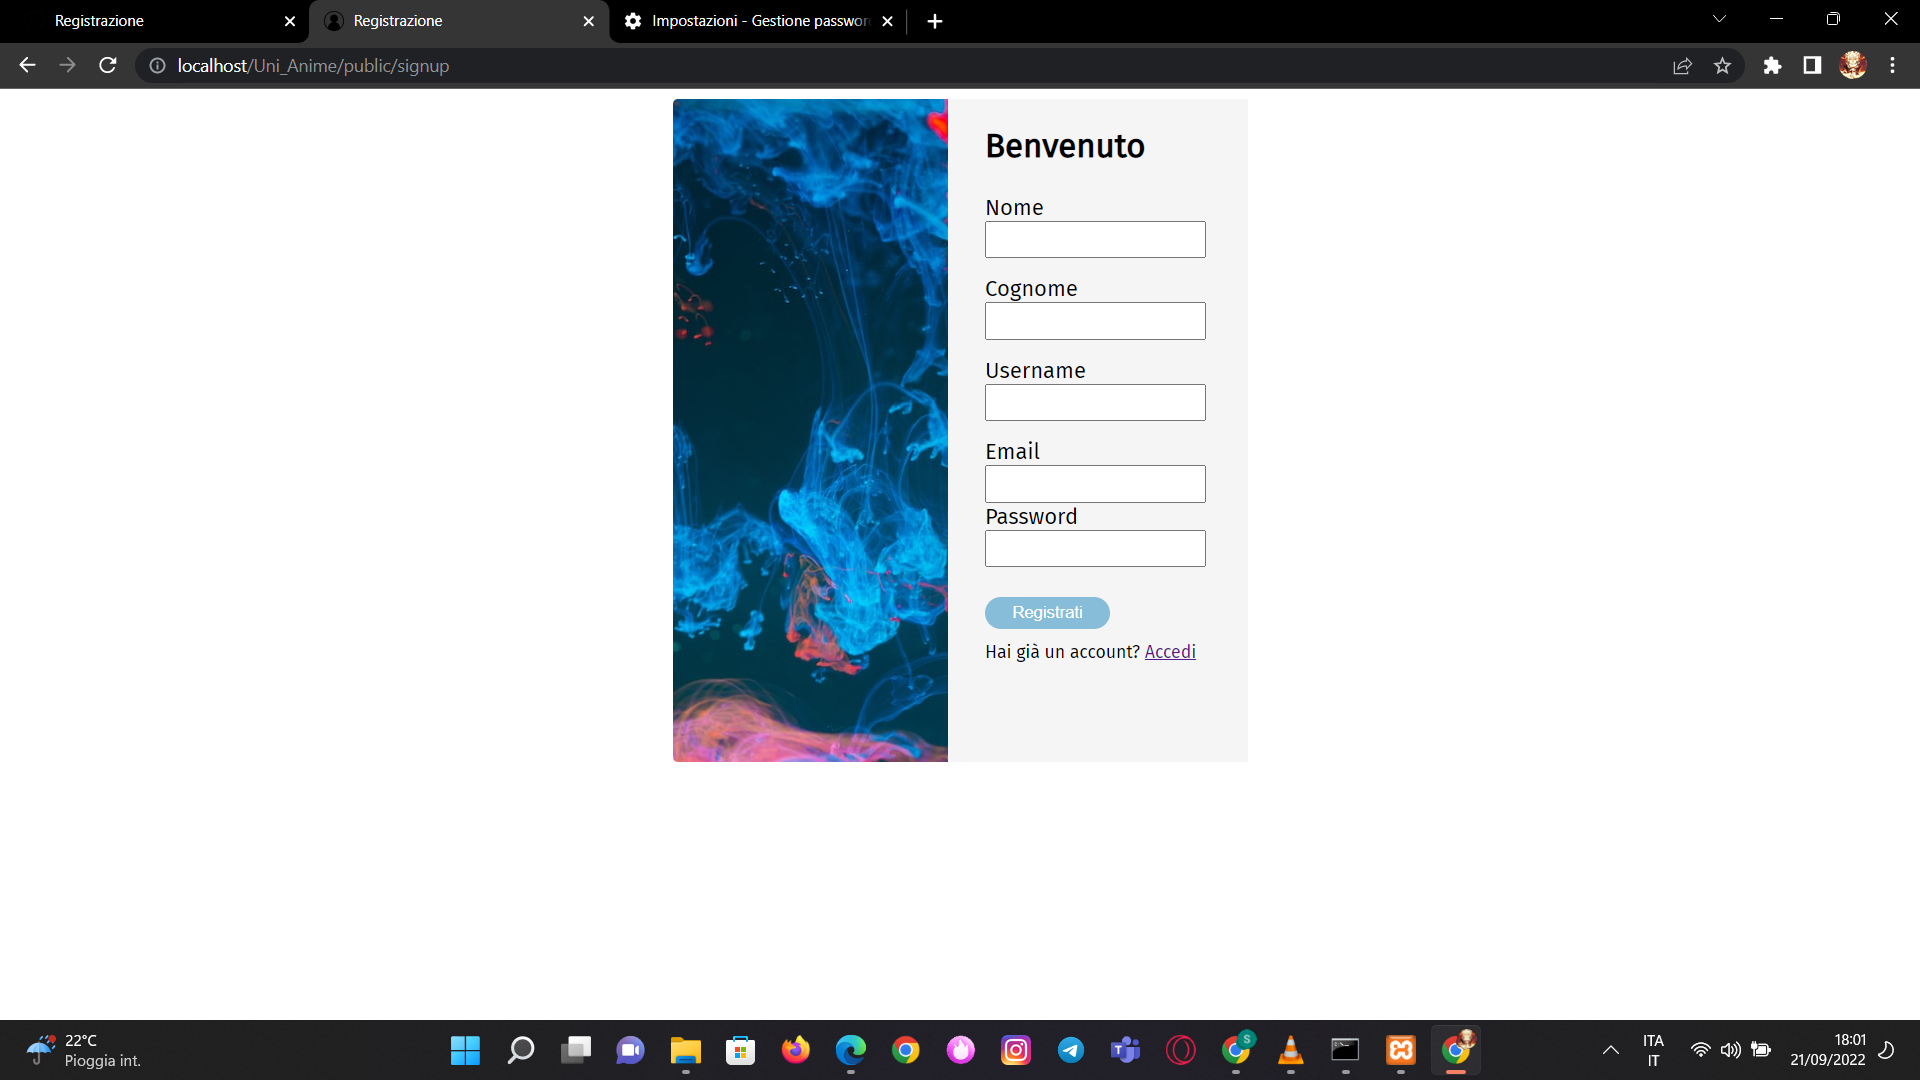 Registrazione
Registrazione
Impostazioni - Gestione passwor
localhost/Uni_Anime/public/signup
Benvenuto
Nome
Cognome
Username
Email
Password
Registrati
Hai già un account? Accedi
22°C
Pioggia int.
S
T
ITA
IT
18:01
21/09/2022